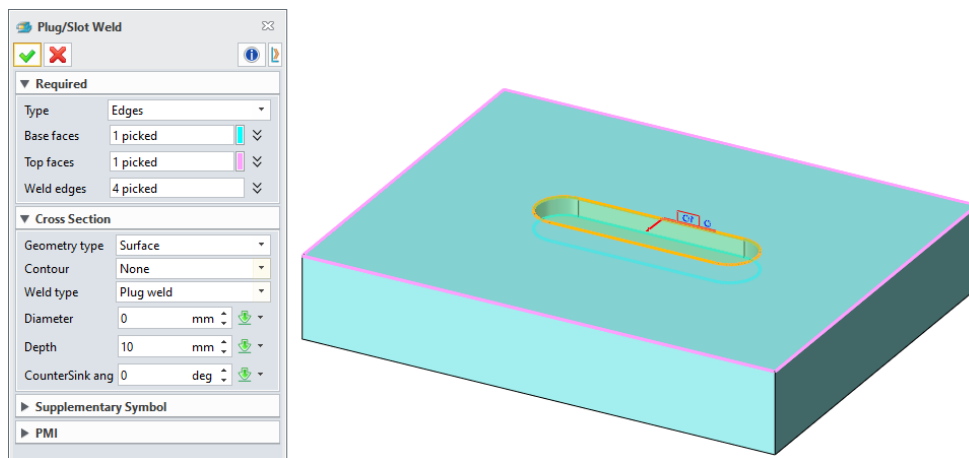 Plug/Slot Weld
Required
Type Edges
Base faces 1 picked
Top faces 1 picked
Weld edges 4 picked
Cross Section
Geometry type Surface
Contour None
Weld type Plug weld
Diameter 0 mm
Depth 10 mm
CounterSink ang 0 deg
Supplementary Symbol
PMI